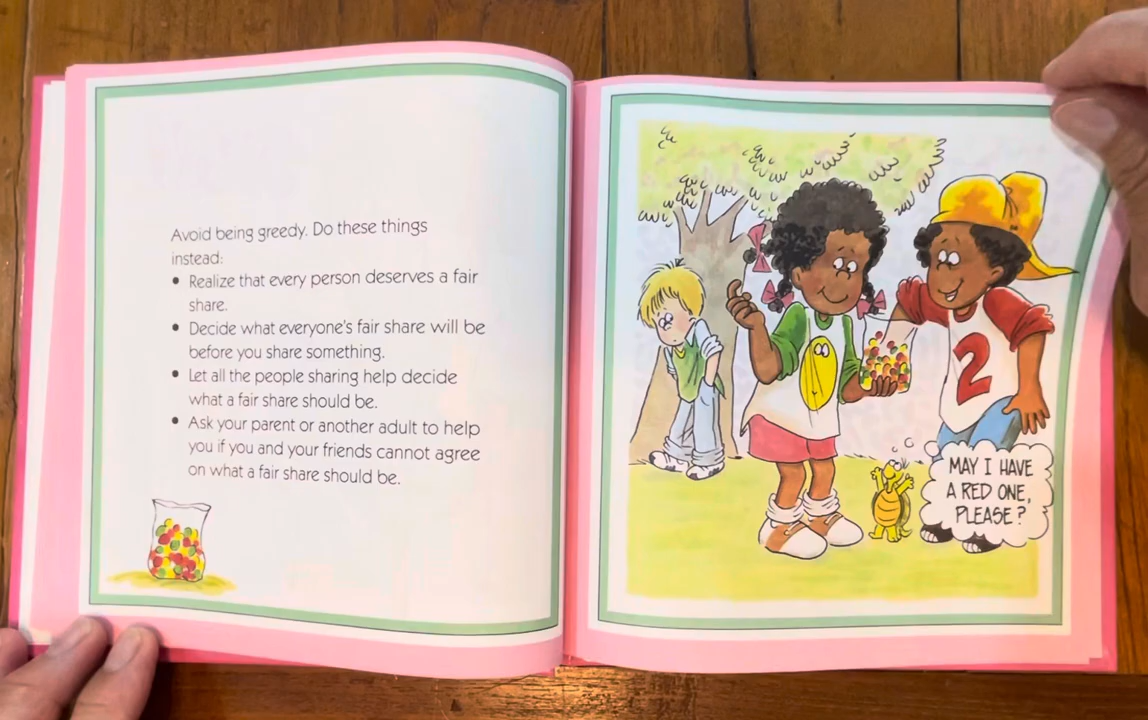 Avoid being greedy. Do these things
instead:
• Realize that every person deserves a fair
share.
• Decide what everyone's fair share will be
before you share something.
• Let all the people sharing help decide
what a fair share should be.
• Ask your parent or another adult to help
you if you and your friends cannot agree
on what a fair share should be.
2
MAY I HAVE
A RED ONE,
PLEASE?